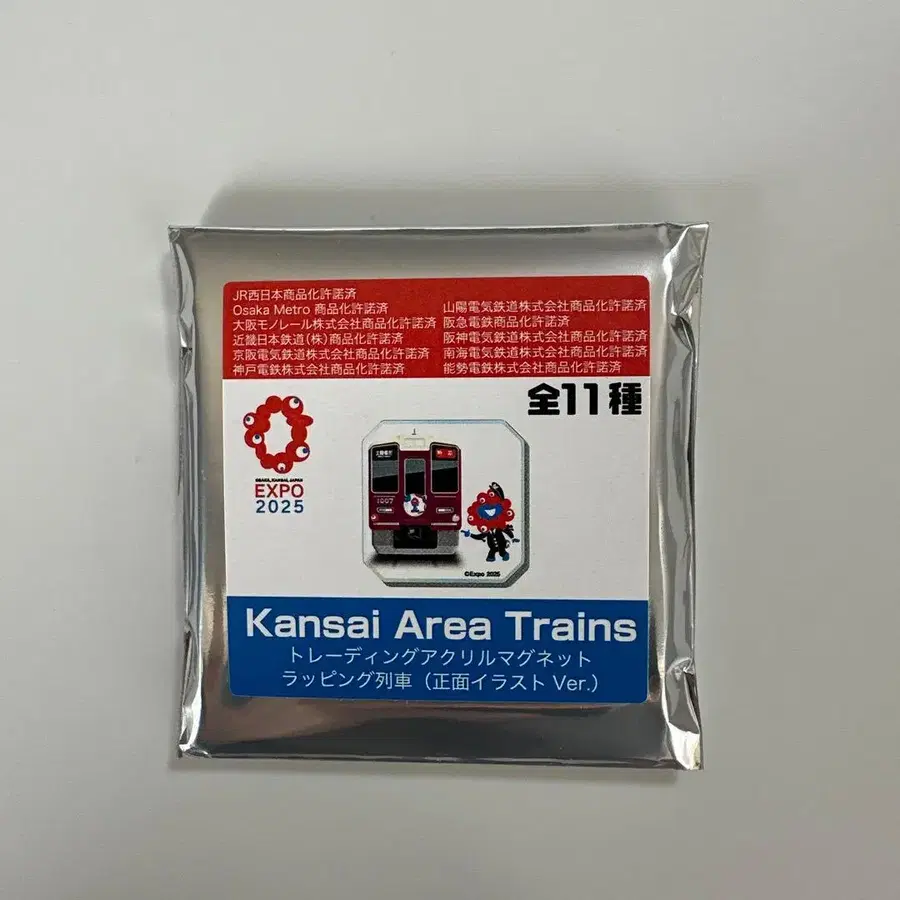 JR西日本商品化許諾済
Osaka Metro 商品化許諾済
大阪モノレール株式会社商品化許諾済
近畿日本鉄道(株)商品化許諾済
京阪電気鉄道株式会社商品化許諾済
神戸電鉄株式会社商品化許諾済
山陽電気鉄道株式会社商品化許諾済
阪急電鉄商品化許諾済
阪神電気鉄道株式会社商品化許諾済
南海電気鉄道株式会社商品化許諾済
能勢電鉄株式会社商品化許諾済
全11種
OSAKA, KANSAI, JAPAN
EXPO
2025
1007
©Expo 2025
Kansai Area Trains
トレーディングアクリルマグネット
ラッピング列車（正面イラスト Ver.）